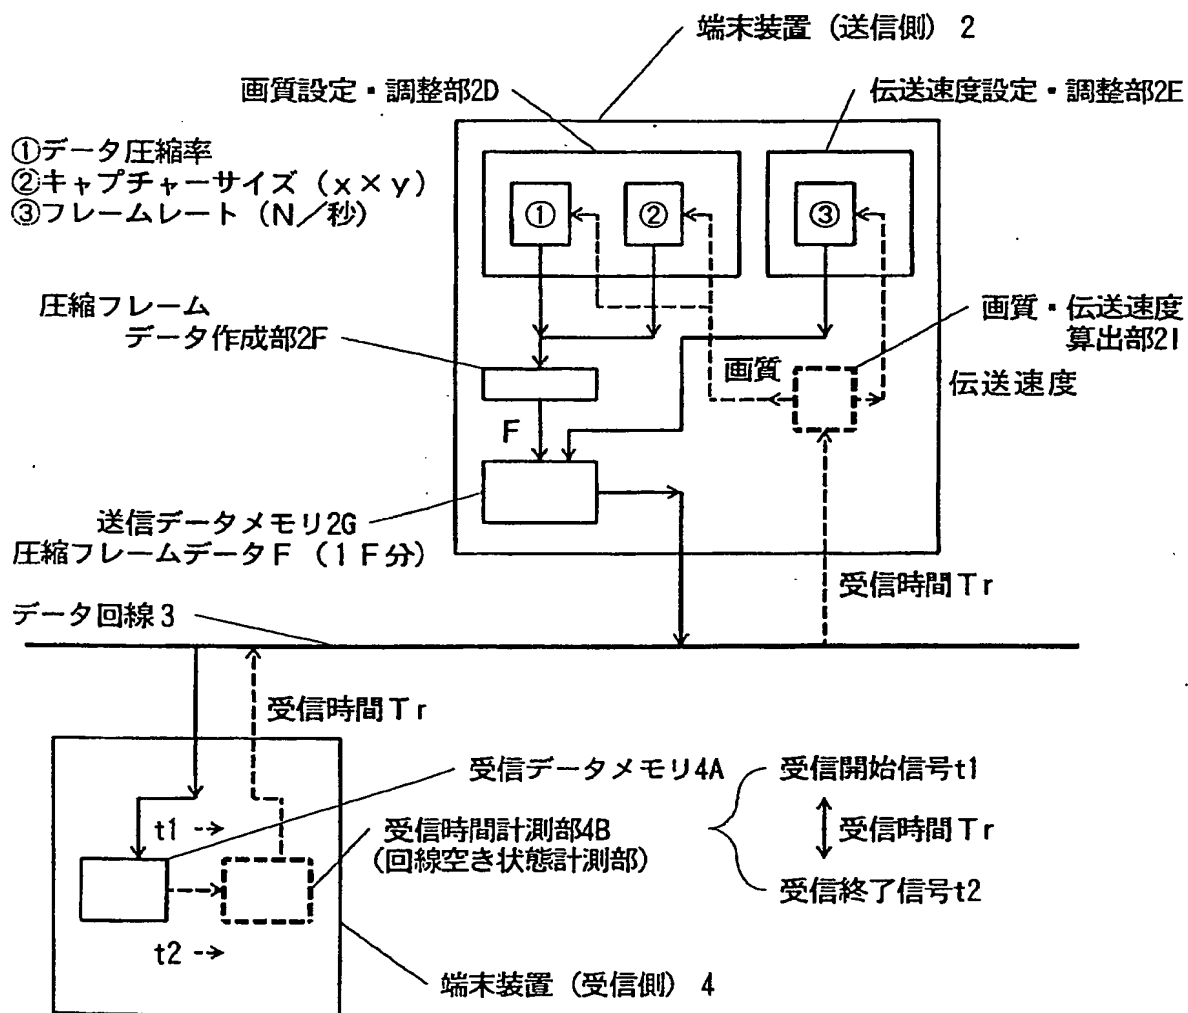 端末装置（送信側） 2
画質設定・調整部2D
伝送速度設定・調整部2E
①データ圧縮率
②キャプチャーサイズ（x×y）
③フレームレート（N／秒）
①
②
③
圧縮フレーム
データ作成部2F
画質・伝送速度
算出部2I
画質
伝送速度
F
送信データメモリ2G
圧縮フレームデータF （1F分）
受信時間Tr
データ回線3
受信時間Tr
受信データメモリ4A
受信開始信号t1
t1
受信時間計測部4B
(回線空き状態計測部)
受信時間Tr
受信終了信号t2
t2
端末装置（受信側） 4